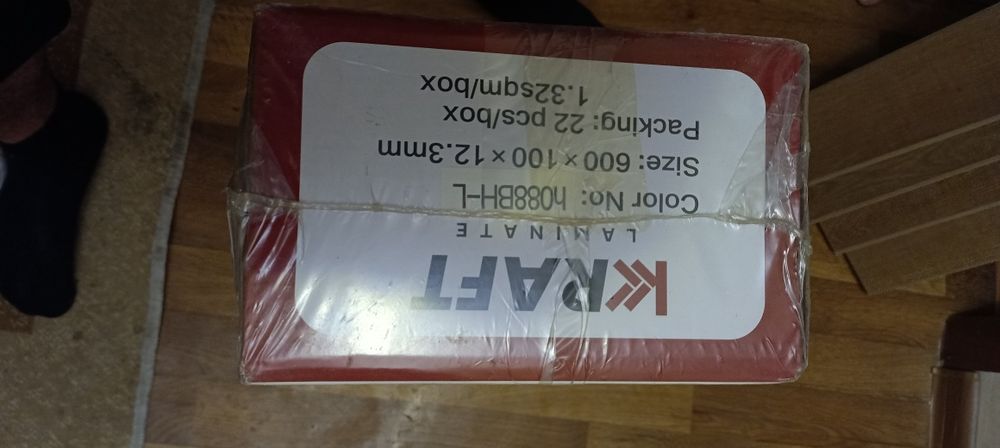 KRAFT
LAMINATE
Color No: h088BH-L
Size: 600×100×12.3mm
Packing: 22 pcs/box
1.32sqm/box